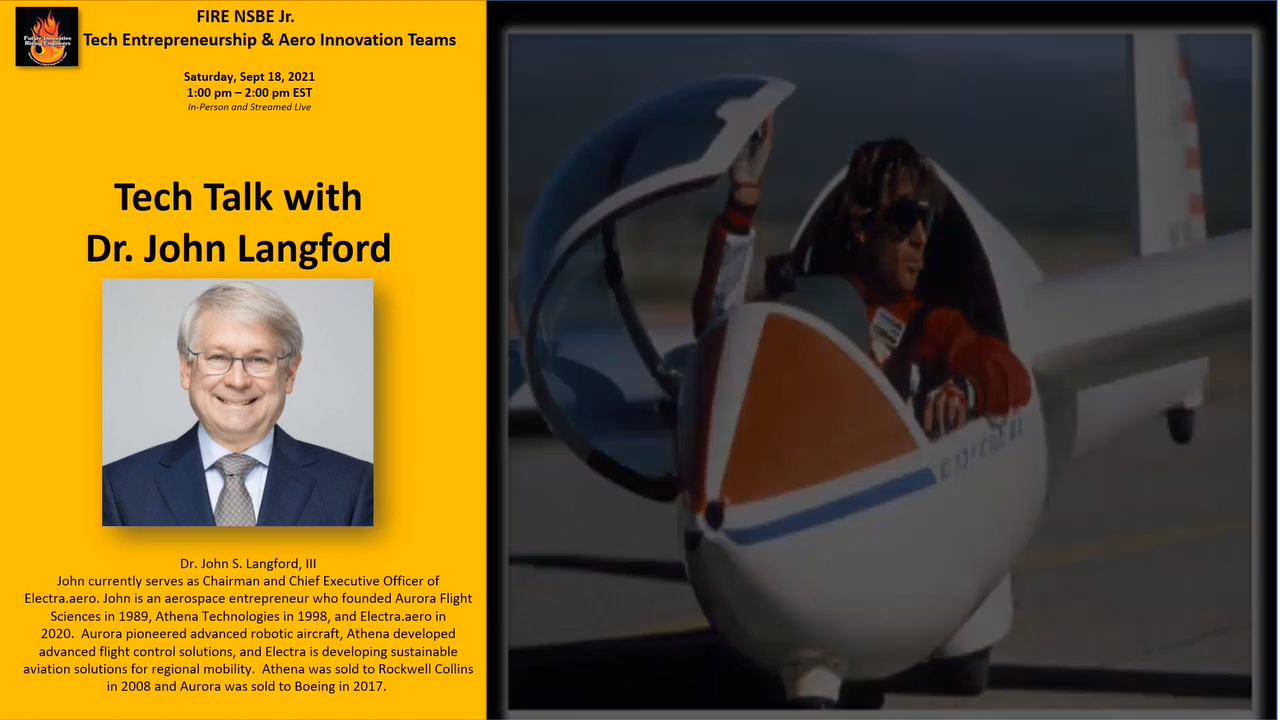 FIRE NSBE Jr.
Tech Entrepreneurship & Aero Innovation Teams
Future Innovative
Rising Engineers
Saturday, Sept 18, 2021
1:00 pm – 2:00 pm EST
In-Person and Streamed Live
Tech Talk with
Dr. John Langford
Dr. John S. Langford, III
John currently serves as Chairman and Chief Executive Officer of
Electra.aero. John is an aerospace entrepreneur who founded Aurora Flight
Sciences in 1989, Athena Technologies in 1998, and Electra.aero in
2020.  Aurora pioneered advanced robotic aircraft, Athena developed
advanced flight control solutions, and Electra is developing sustainable
aviation solutions for regional mobility.  Athena was sold to Rockwell Collins
in 2008 and Aurora was sold to Boeing in 2017.